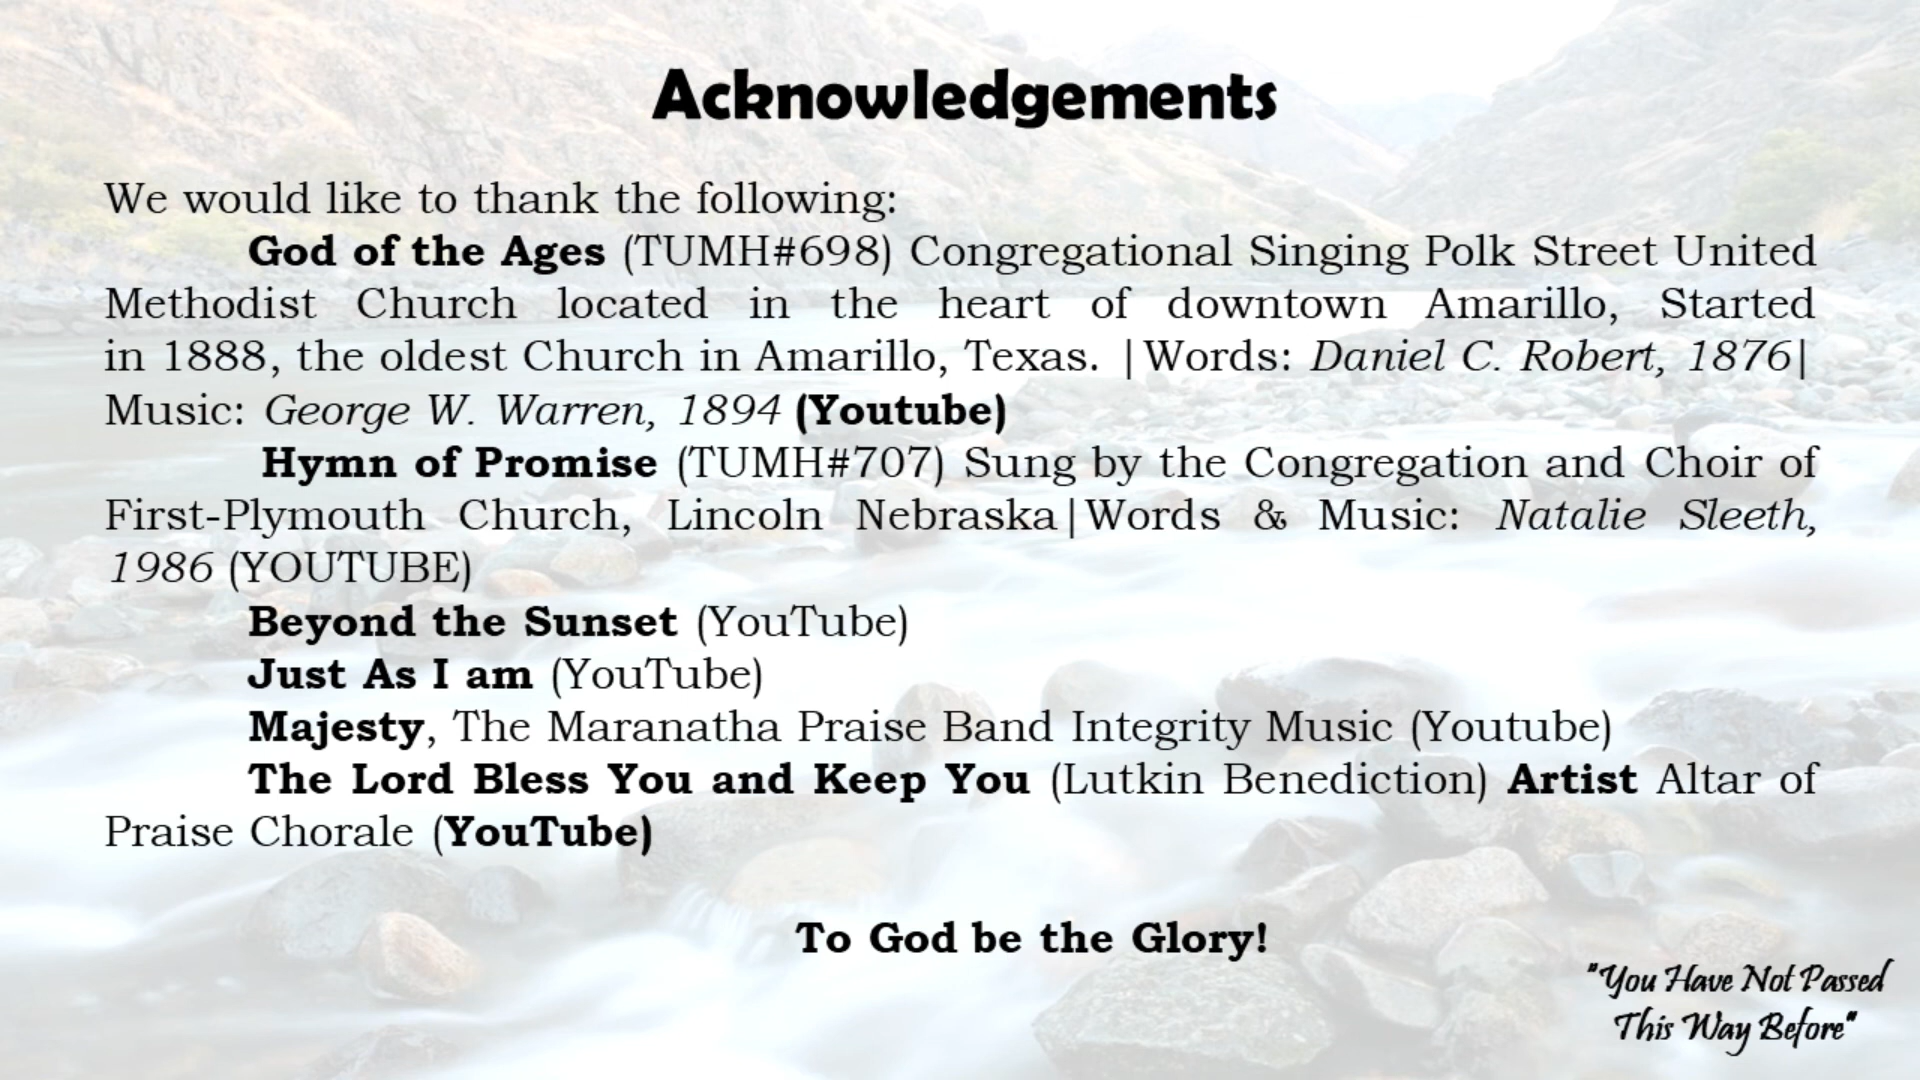 Acknowledgements
We would like to thank the following:
God of the Ages (TUMH#698) Congregational Singing Polk Street United
Methodist Church located in the heart of downtown Amarillo, Started
in 1888, the oldest Church in Amarillo, Texas. |Words: Daniel C. Robert, 1876|
Music: George W. Warren, 1894 (Youtube)
Hymn of Promise (TUMH#707) Sung by the Congregation and Choir of
First-Plymouth Church, Lincoln Nebraska|Words & Music: Natalie Sleeth,
1986 (YOUTUBE)
Beyond the Sunset (YouTube)
Just As I am (YouTube)
Majesty, The Maranatha Praise Band Integrity Music (Youtube)
The Lord Bless You and Keep You (Lutkin Benediction) Artist Altar of
Praise Chorale (YouTube)
To God be the Glory!
"You Have Not Passed
This Way Before"